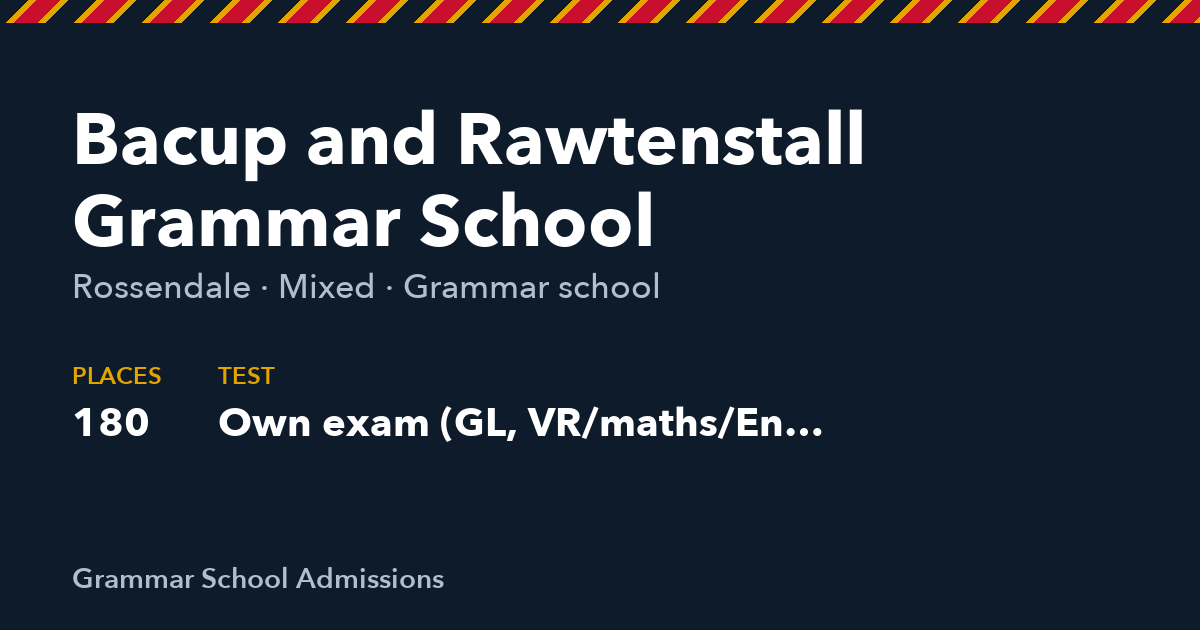 Bacup and Rawtenstall
Grammar School
Rossendale · Mixed · Grammar school
PLACES TEST
180 Own exam (GL, VR/maths/En…
Grammar School Admissions